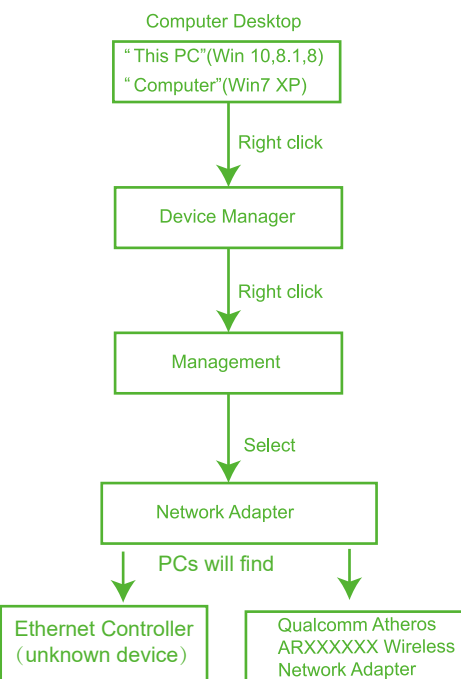 Computer Desktop
“This PC”(Win 10,8.1,8)
“Computer”(Win7 XP)
Right click
Device Manager
Right click
Management
Select
Network Adapter
PCs will find
Ethernet Controller
(unknown device)
Qualcomm Atheros
ARXXXXXX Wireless
Network Adapter